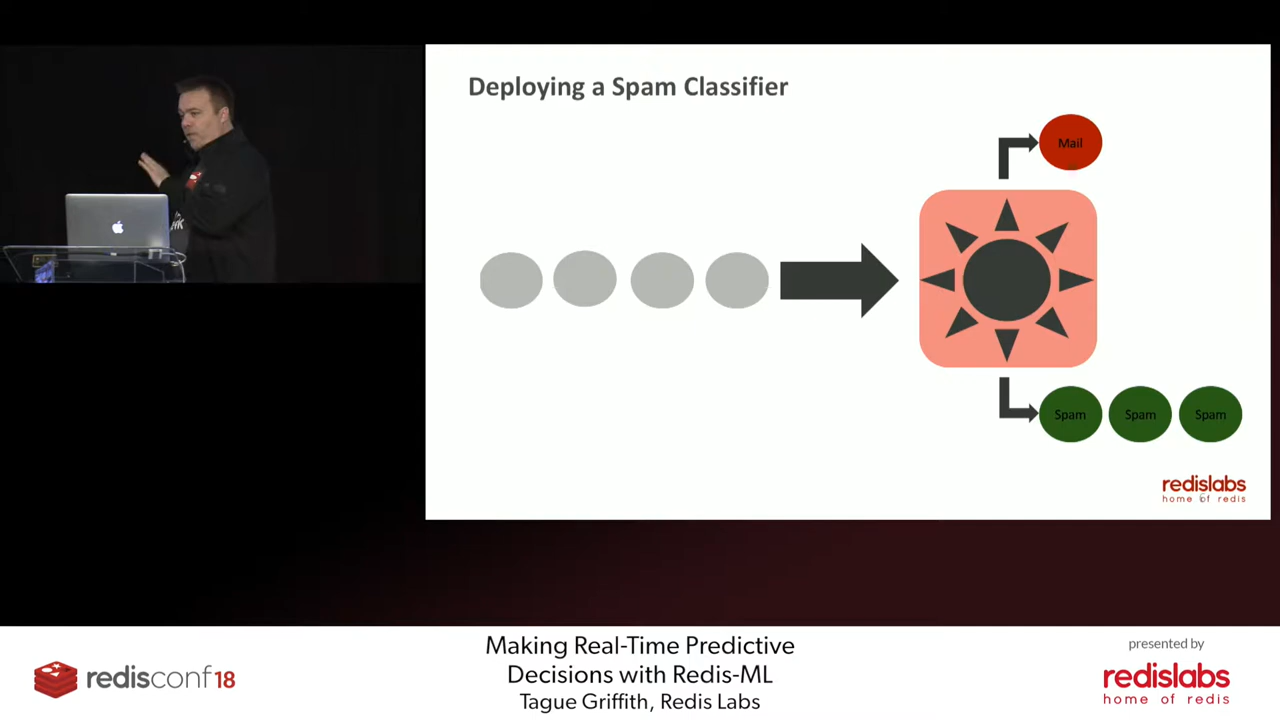 Deploying a Spam Classifier
Mail
Spam
Spam
Spam
redislabs
home of redis
redisconf18
Making Real-Time Predictive
Decisions with Redis-ML
Tague Griffith, Redis Labs
presented by
redislabs
home of redis